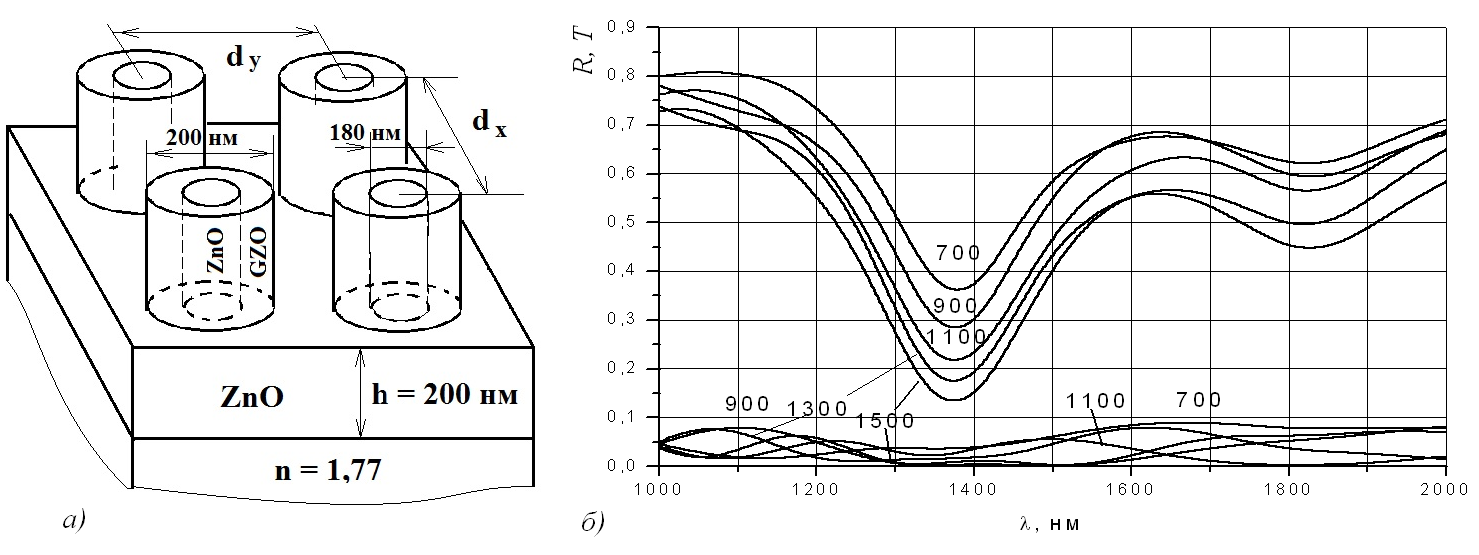 d y
d x
200 нм
180 нм
ZnO
GZO
ZnO
h = 200 нм
n = 1,77
а)
R, T
0,9
0,8
0,7
0,6
0,5
0,4
0,3
0,2
0,1
0,0
700
900
1100
900
1300
1500
1100
700
1000
1200
1400
1600
1800
2000
λ, нм
б)